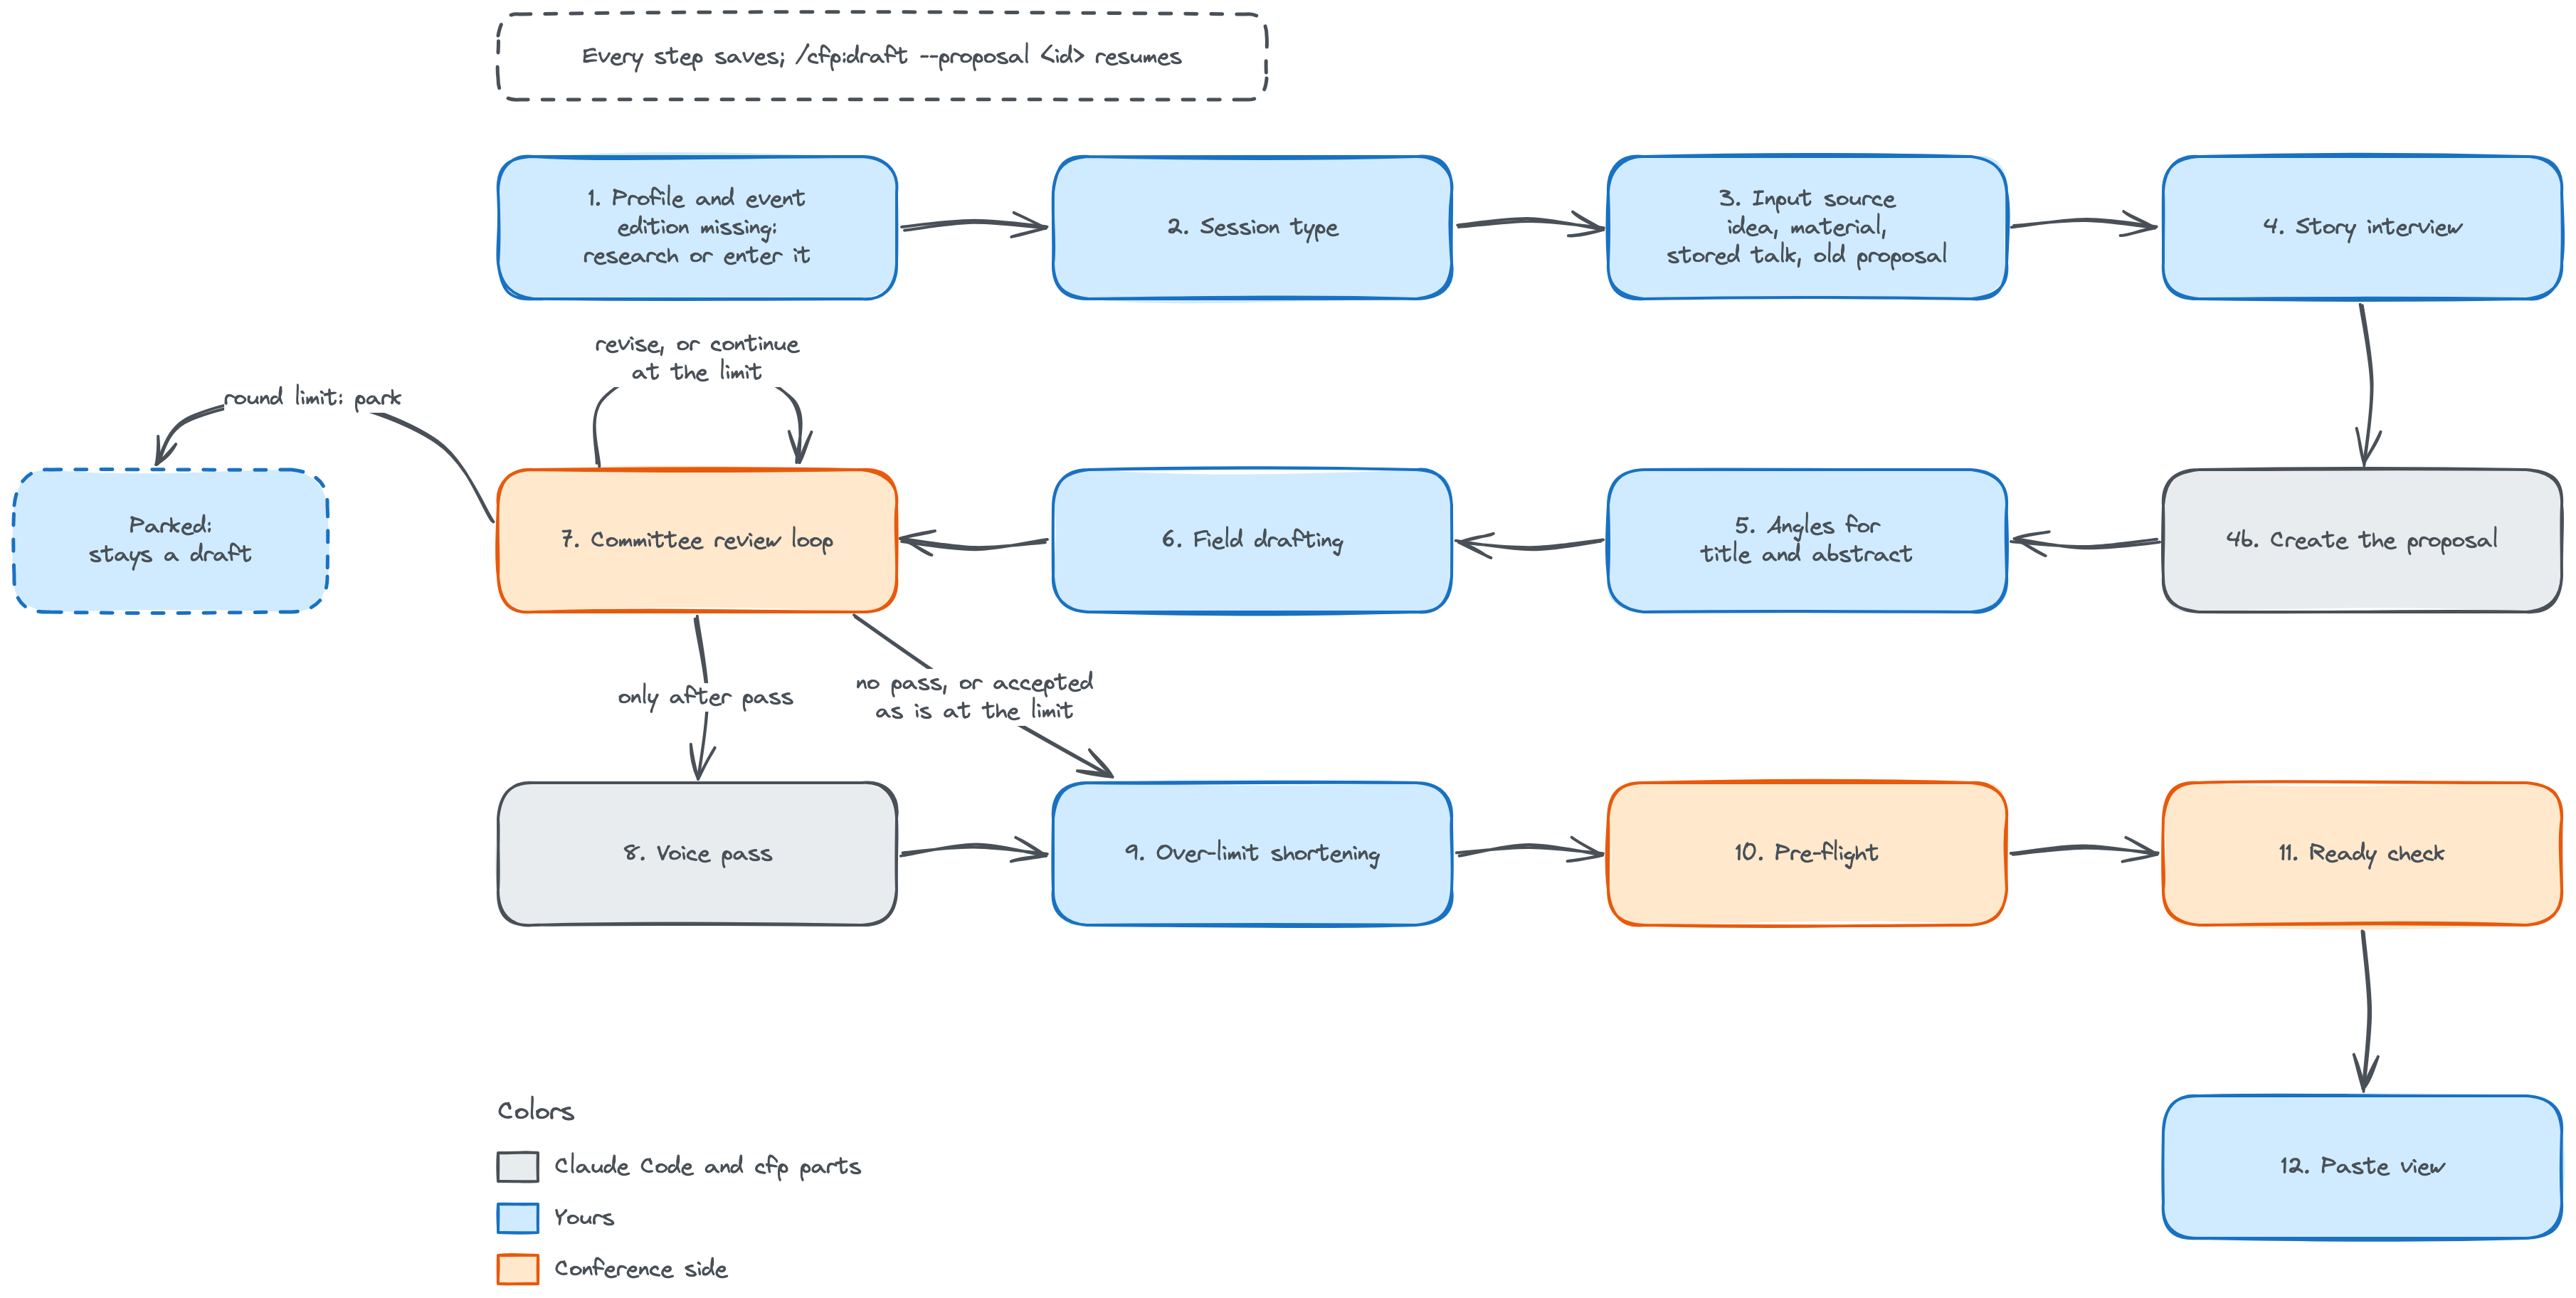 Every step saves; /cfp:draft --proposal <id> resumes
1. Profile and event
edition missing:
research or enter it
2. Session type
3. Input source
idea, material,
stored talk, old proposal
4. Story interview
revise, or continue
at the limit
round limit: park
Parked:
stays a draft
7. Committee review loop
6. Field drafting
5. Angles for
title and abstract
4b. Create the proposal
only after pass
no pass, or accepted
as is at the limit
8. Voice pass
9. Over-limit shortening
10. Pre-flight
11. Ready check
12. Paste view
Colors
Claude Code and cfp parts
Yours
Conference side